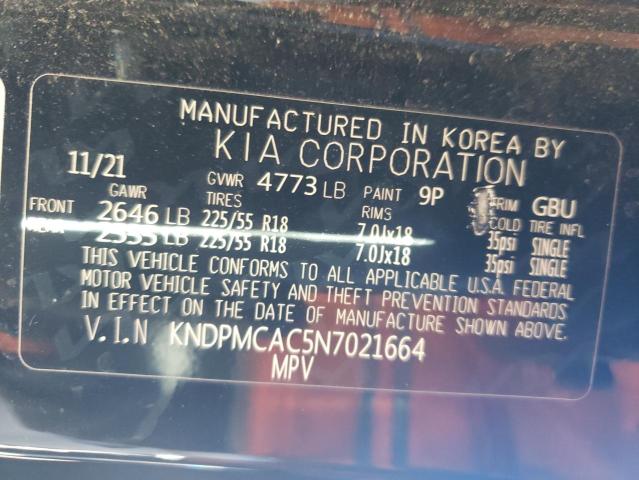 MANUFACTURED IN KOREA BY
KIA CORPORATION
11/21 GVWR 4773 LB PAINT 9P TRIM GBU
GAWR TIRES RIMS COLD TIRE INFL
FRONT 2646 LB 225/55 R18 7.0Jx18 35psi SINGLE
LB 225/55 R18 7.0Jx18 35psi SINGLE
THIS VEHICLE CONFORMS TO ALL APPLICABLE U.S.A. FEDERAL
MOTOR VEHICLE SAFETY AND THEFT PREVENTION STANDARDS
IN EFFECT ON THE DATE OF MANUFACTURE SHOWN ABOVE.
V.I.N KNDPMCAC5N7021664
MPV